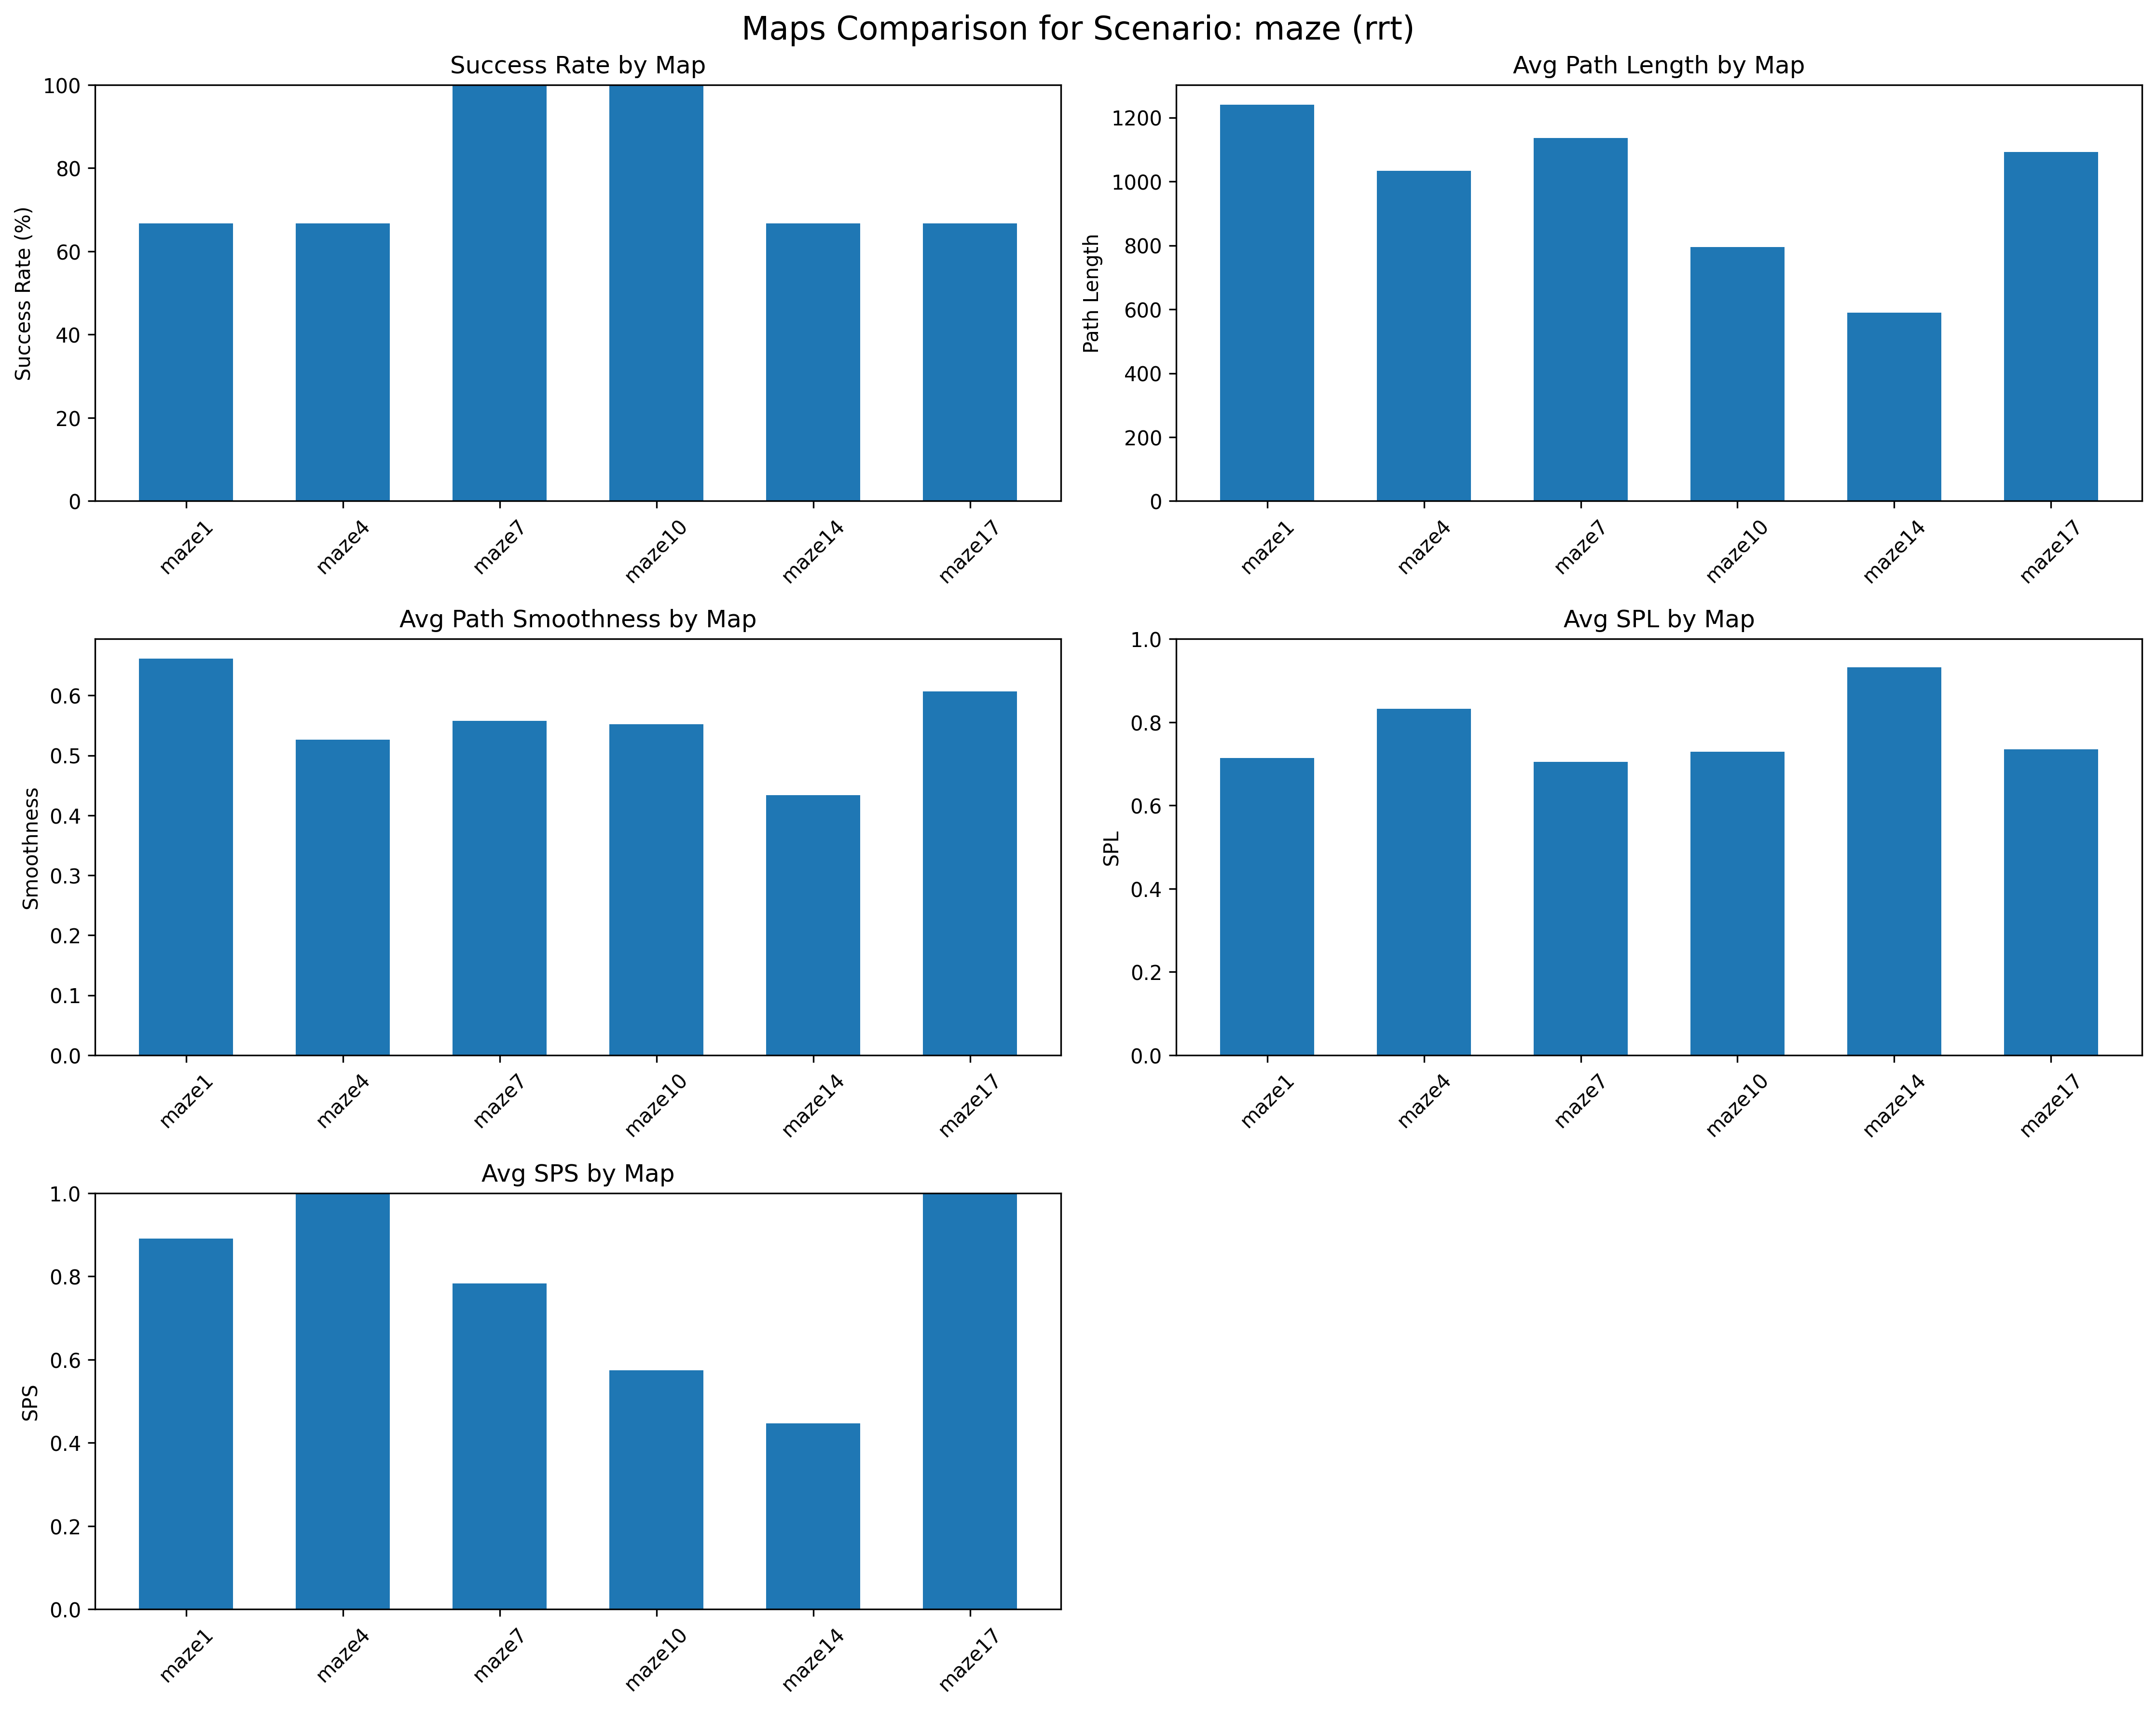 Maps Comparison for Scenario: maze (rrt)
Success Rate by Map
Success Rate (%)
100
80
60
40
20
0
maze1
maze4
maze7
maze10
maze14
maze17
Avg Path Length by Map
Path Length
1200
1000
800
600
400
200
0
maze1
maze4
maze7
maze10
maze14
maze17
Avg Path Smoothness by Map
Smoothness
0.6
0.5
0.4
0.3
0.2
0.1
0.0
maze1
maze4
maze7
maze10
maze14
maze17
Avg SPL by Map
SPL
1.0
0.8
0.6
0.4
0.2
0.0
maze1
maze4
maze7
maze10
maze14
maze17
Avg SPS by Map
SPS
1.0
0.8
0.6
0.4
0.2
0.0
maze1
maze4
maze7
maze10
maze14
maze17